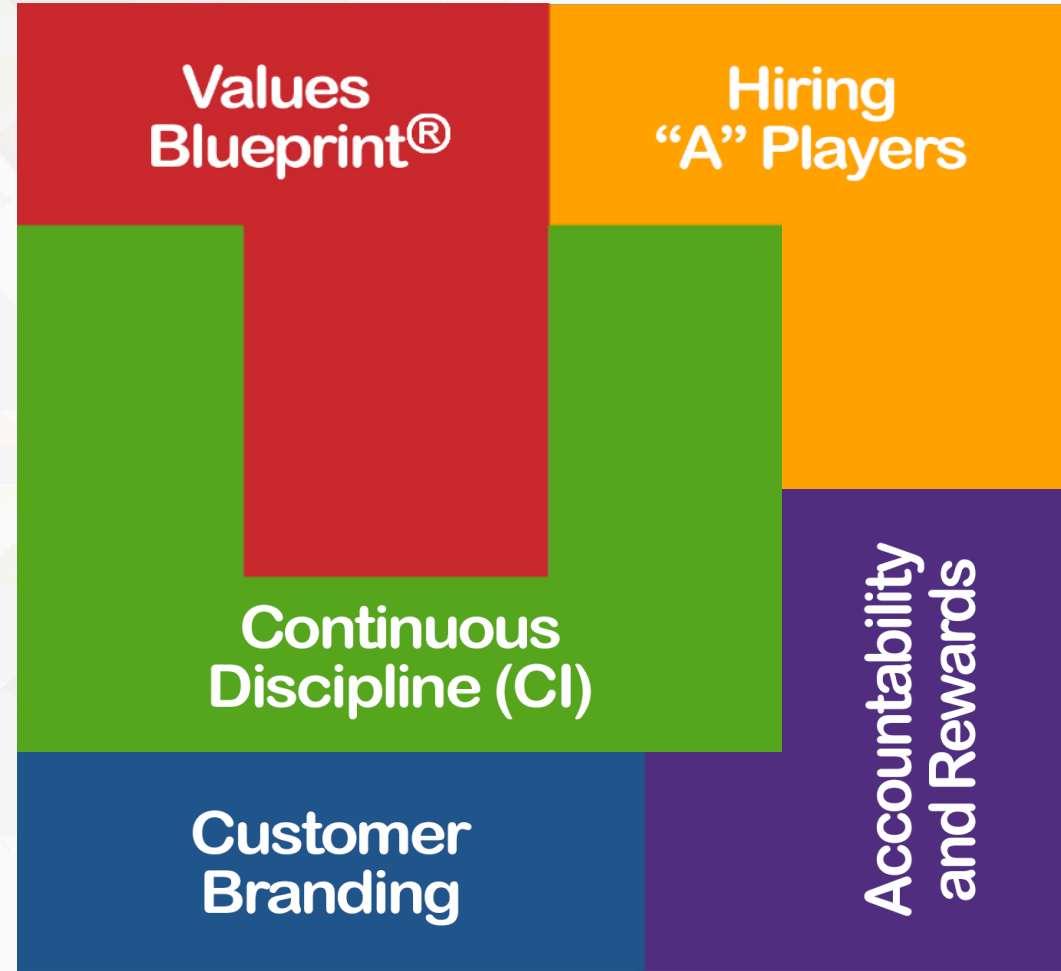 Values
Blueprint®
Hiring
“A” Players
Continuous
Discipline (CI)
Accountability
and Rewards
Customer
Branding